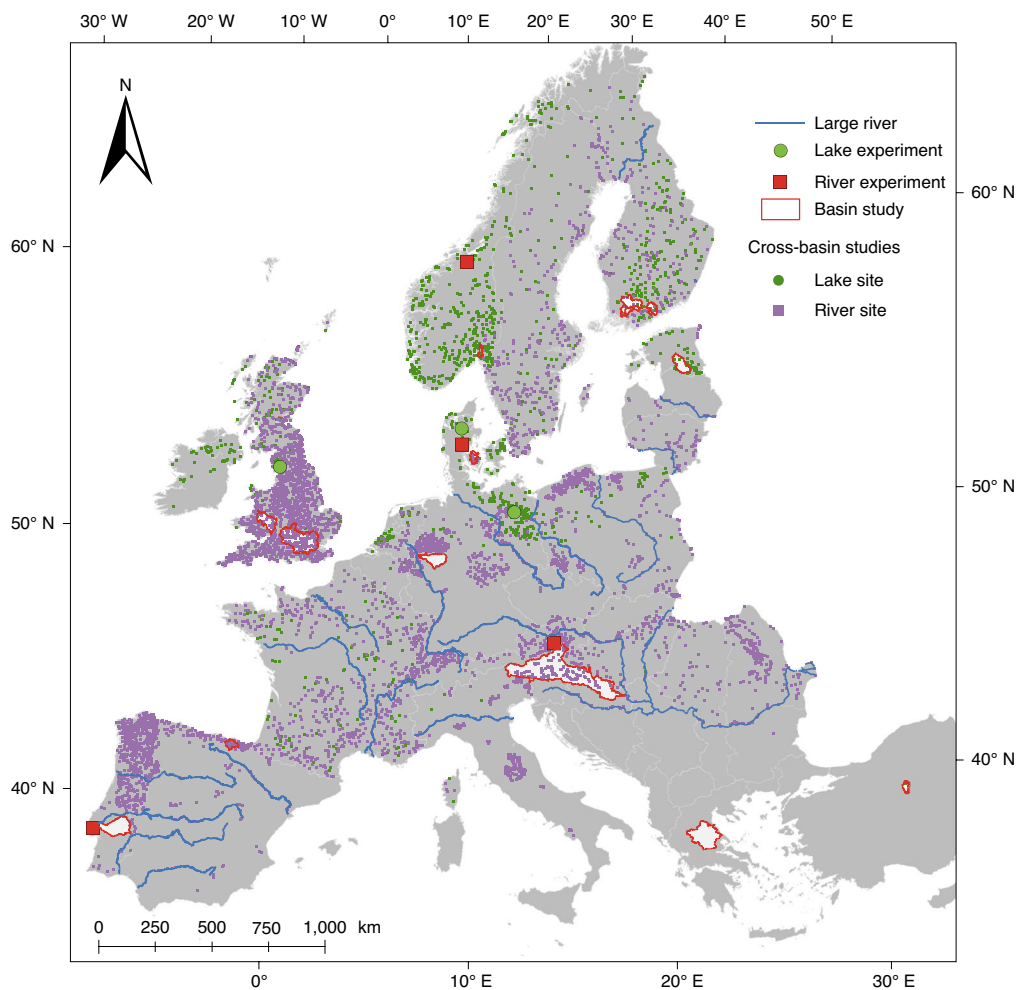 30° W 20° W 10° W 0° 10° E 20° E 30° E 40° E 50° E
N
Large river
Lake experiment
River experiment
Basin study
Cross-basin studies
Lake site
River site
60° N
50° N
40° N
60° N
50° N
40° N
0 250 500 750 1,000 km
0° 10° E 20° E 30° E